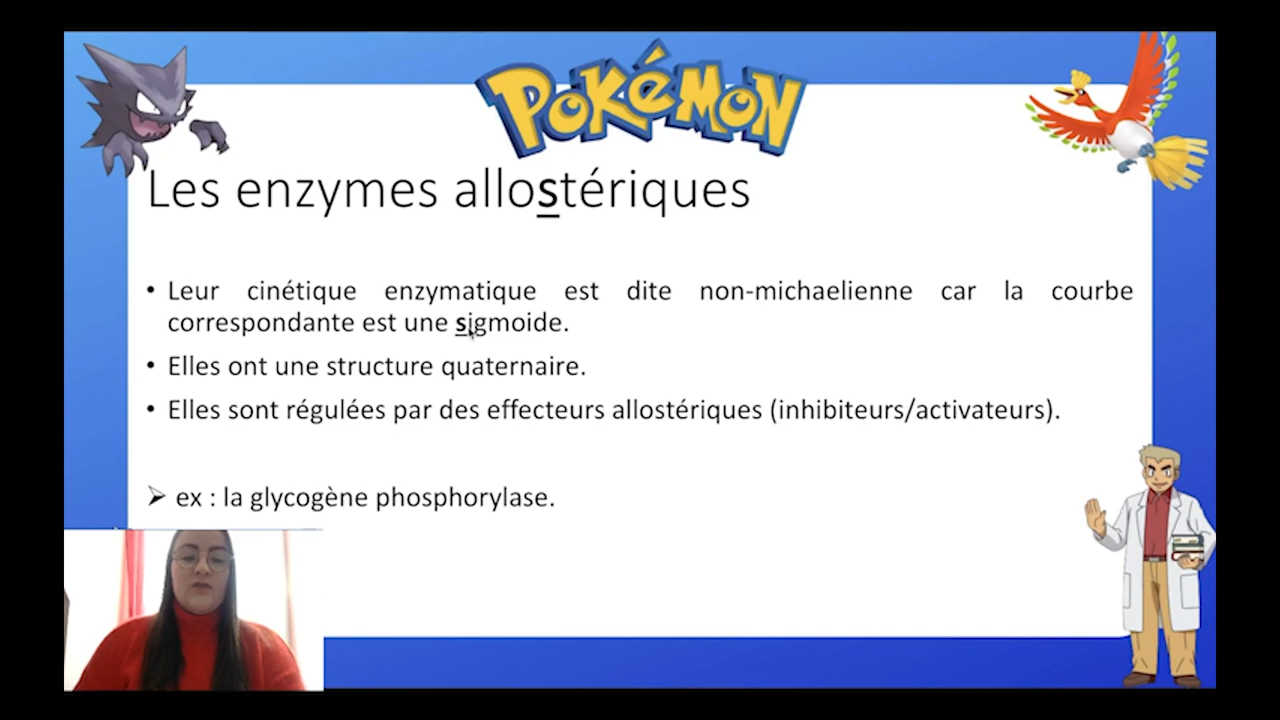 POKÉMON
Les enzymes allostériques
• Leur cinétique enzymatique est dite non-michaelienne car la courbe
correspondante est une sigmoide.
• Elles ont une structure quaternaire.
• Elles sont régulées par des effecteurs allostériques (inhibiteurs/activateurs).
➢ ex : la glycogène phosphorylase.